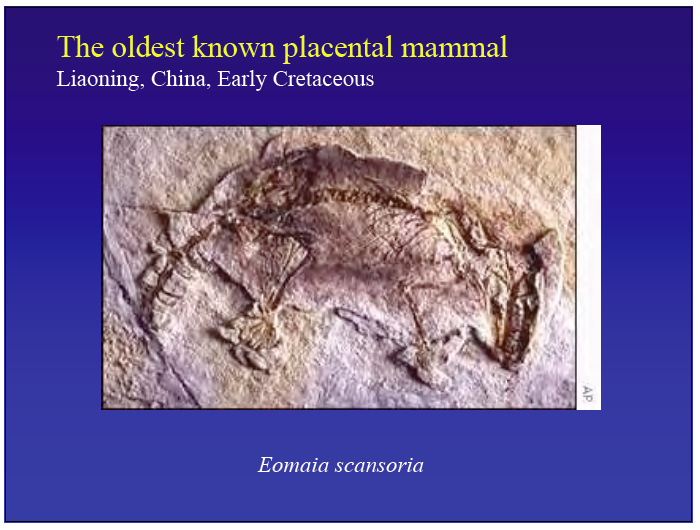 The oldest known placental mammal
Liaoning, China, Early Cretaceous
AP
Eomaia scansoria